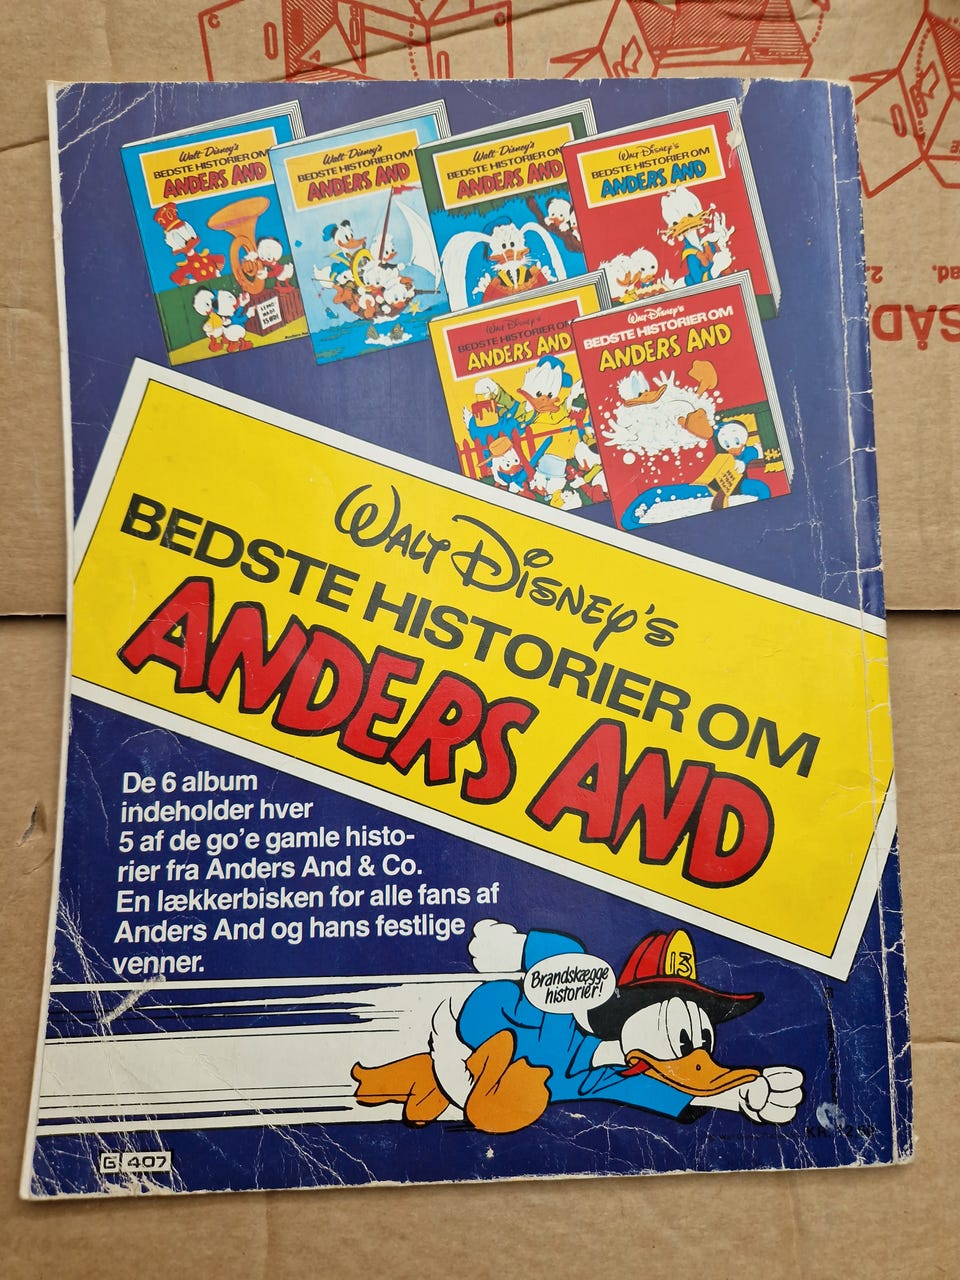 Walt Disney's
BEDSTE HISTORIER OM
ANDERS AND
Walt Disney's
BEDSTE HISTORIER OM
ANDERS AND
Walt Disney's
BEDSTE HISTORIER OM
ANDERS AND
WALT DISNEY'S
BEDSTE HISTORIER OM
ANDERS AND
WALT DISNEY'S
BEDSTE HISTORIER OM
ANDERS AND
WALT DISNEY'S
BEDSTE HISTORIER OM
ANDERS AND
WALT DISNEY'S
BEDSTE HISTORIER OM
ANDERS AND
De 6 album
indeholder hver
5 af de go'e gamle histo-
rier fra Anders And & Co.
En lækkerbisken for alle fans af
Anders And og hans festlige
venner.
Brandskægge
historier!
13
G 407
SÅD